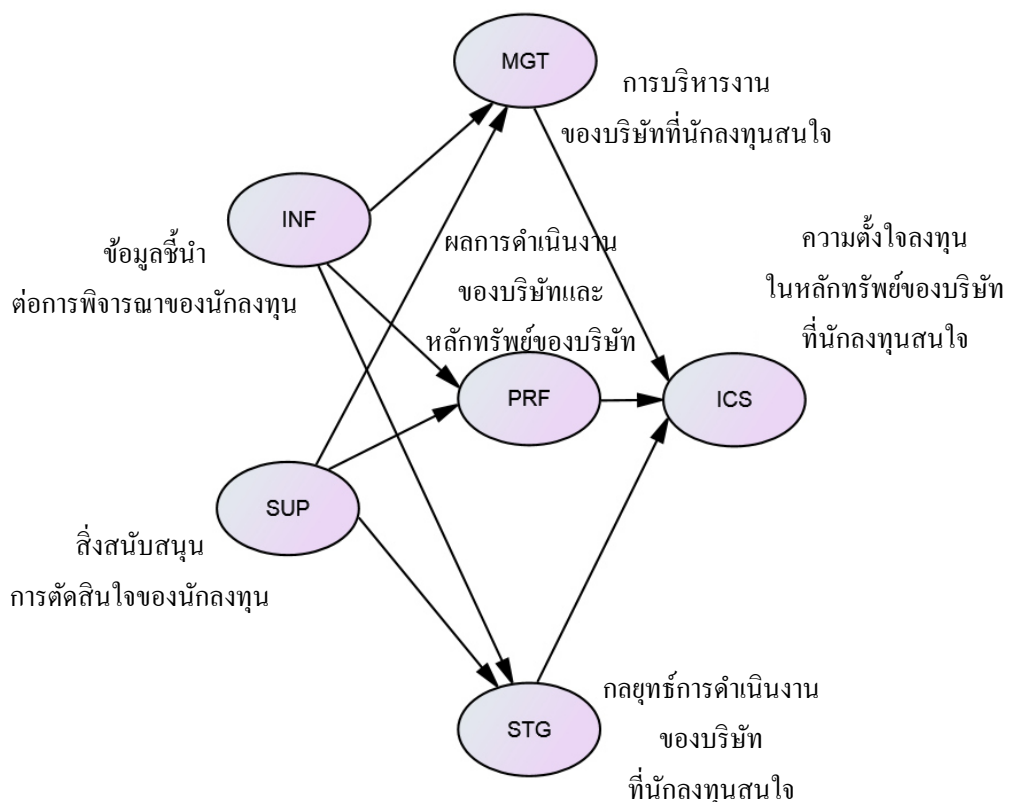 MGT
การบริหารงาน
ของบริษัทที่นักลงทุนสนใจ
INF
ข้อมูลชี้นำ
ต่อการพิจารณาของนักลงทุน
ผลการดำเนินงาน
ของบริษัทและ
หลักทรัพย์ของบริษัท
ความตั้งใจลงทุน
ในหลักทรัพย์ของบริษัท
ที่นักลงทุนสนใจ
PRF
ICS
SUP
สิ่งสนับสนุน
การตัดสินใจของนักลงทุน
STG
กลยุทธ์การดำเนินงาน
ของบริษัท
ที่นักลงทุนสนใจ